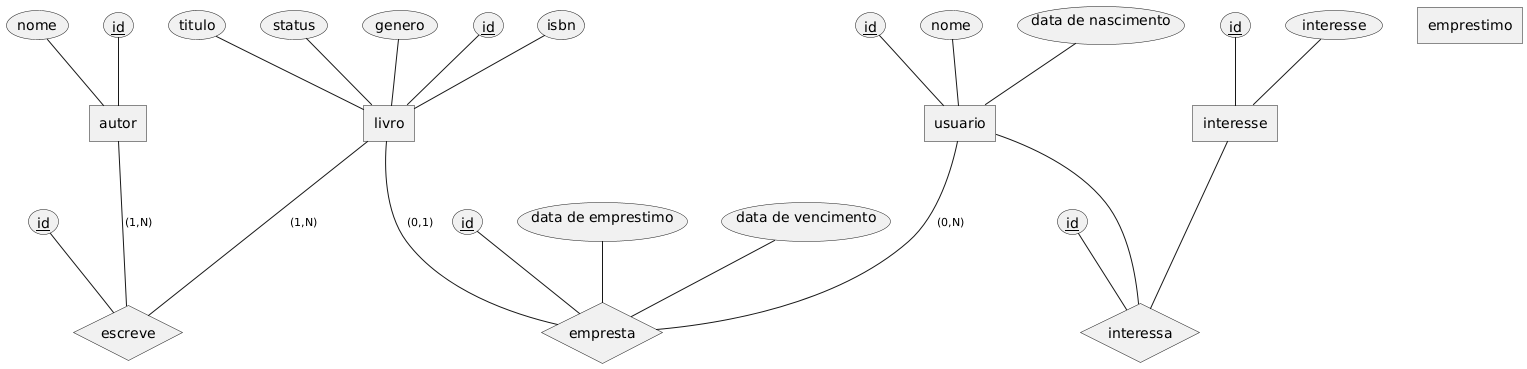 nome
id
titulo
status
genero
id
isbn
id
nome
data de nascimento
id
interesse
emprestimo
autor
livro
usuario
interesse
id
(1,N)
(1,N)
(0,1)
id
data de emprestimo
data de vencimento
(0,N)
id
escreve
empresta
interessa